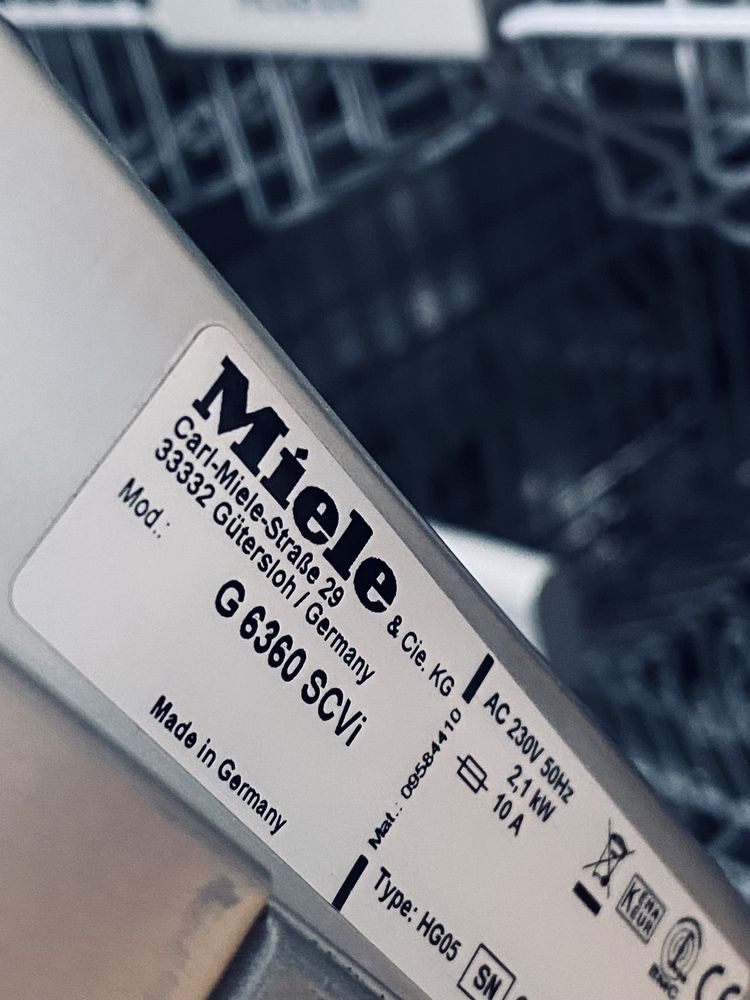 Miele & Cie. KG
Carl-Miele-Straße 29
33332 Gütersloh / Germany
Mod.:
G 6360 SCVi
Made in Germany
Mat.: 09584410
AC 230V 50Hz
2,1 kW
10 A
Type: HG05
SN
KEMA
KEUR